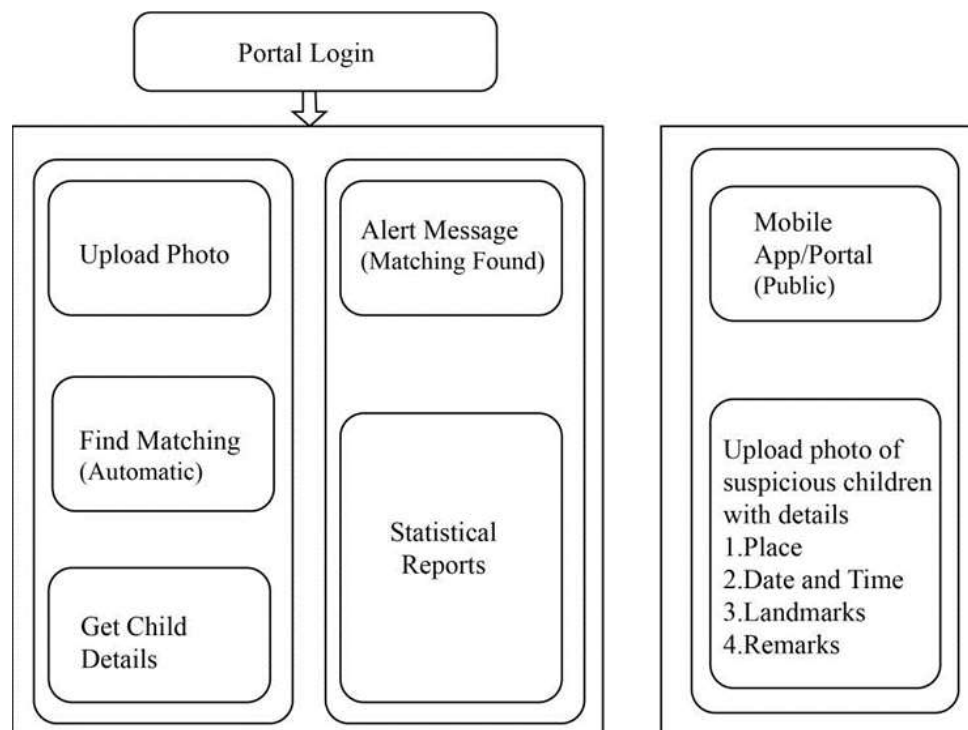 Portal Login
Upload Photo
Find Matching
(Automatic)
Get Child
Details
Alert Message
(Matching Found)
Statistical
Reports
Mobile
App/Portal
(Public)
Upload photo of
suspicious children
with details
1.Place
2.Date and Time
3.Landmarks
4.Remarks